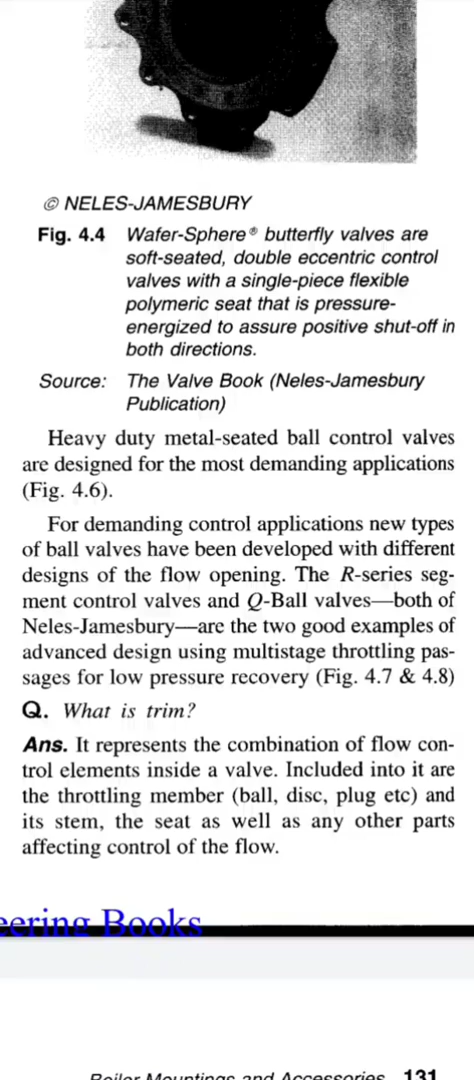 © NELES-JAMESBURY
Fig. 4.4 Wafer-Sphere® butterfly valves are
soft-seated, double eccentric control
valves with a single-piece flexible
polymeric seat that is pressure-
energized to assure positive shut-off in
both directions.
Source: The Valve Book (Neles-Jamesbury
Publication)
Heavy duty metal-seated ball control valves
are designed for the most demanding applications
(Fig. 4.6).
For demanding control applications new types
of ball valves have been developed with different
designs of the flow opening. The R-series seg-
ment control valves and Q-Ball valves—both of
Neles-Jamesbury—are the two good examples of
advanced design using multistage throttling pas-
sages for low pressure recovery (Fig. 4.7 & 4.8)
Q. What is trim?
Ans. It represents the combination of flow con-
trol elements inside a valve. Included into it are
the throttling member (ball, disc, plug etc) and
its stem, the seat as well as any other parts
affecting control of the flow.
eering Books
Boiler Mountings and Accessories 131